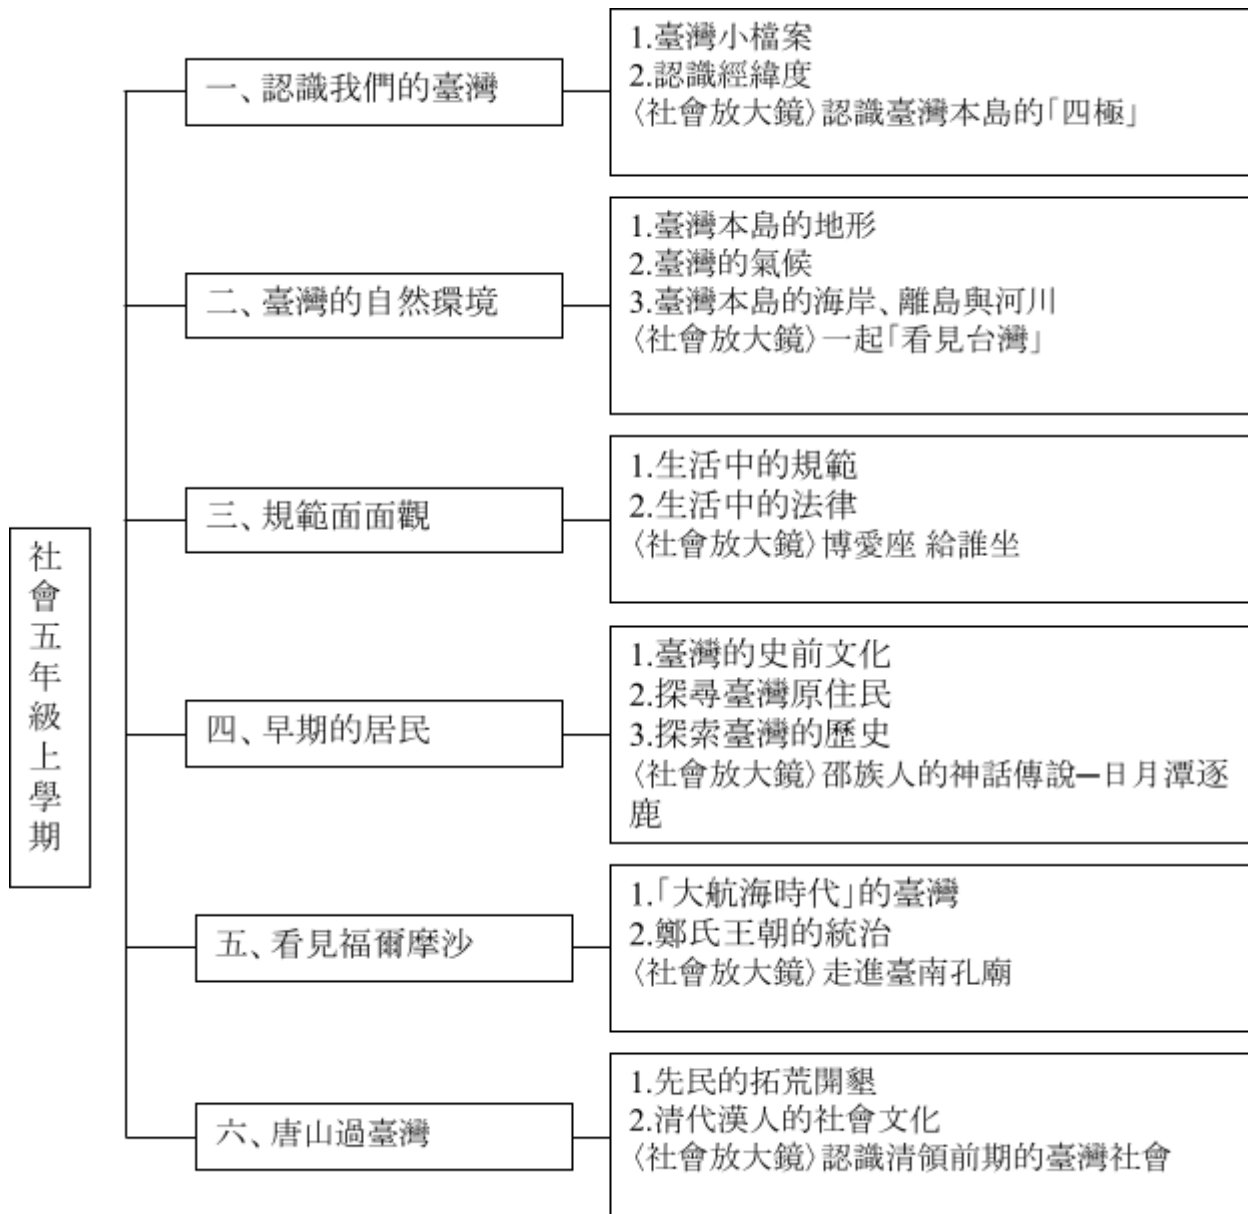 社會五年級上學期
一、認識我們的臺灣
1.臺灣小檔案
2.認識經緯度
〈社會放大鏡〉認識臺灣本島的「四極」
二、臺灣的自然環境
1.臺灣本島的地形
2.臺灣的氣候
3.臺灣本島的海岸、離島與河川
〈社會放大鏡〉一起「看見台灣」
三、規範面面觀
1.生活中的規範
2.生活中的法律
〈社會放大鏡〉博愛座 給誰坐
四、早期的居民
1.臺灣的史前文化
2.探尋臺灣原住民
3.探索臺灣的歷史
〈社會放大鏡〉邵族人的神話傳說—日月潭逐
鹿
五、看見福爾摩沙
1.「大航海時代」的臺灣
2.鄭氏王朝的統治
〈社會放大鏡〉走進臺南孔廟
六、唐山過臺灣
1.先民的拓荒開墾
2.清代漢人的社會文化
〈社會放大鏡〉認識清領前期的臺灣社會